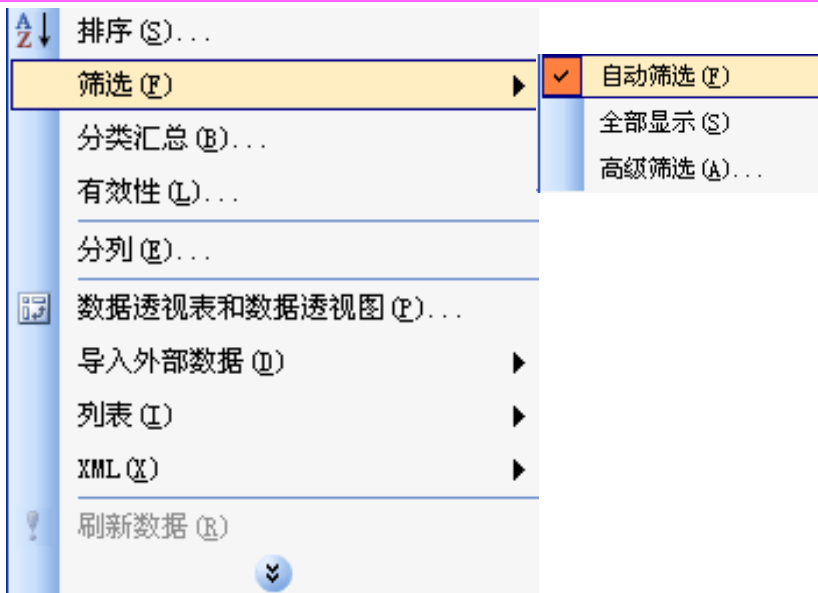 排序(S)...
筛选(F)
分类汇总(B)...
有效性(L)...
分列(E)...
数据透视表和数据透视图(P)...
导入外部数据(D)
列表(I)
XML(X)
刷新数据(R)
自动筛选(F)
全部显示(S)
高级筛选(A)...